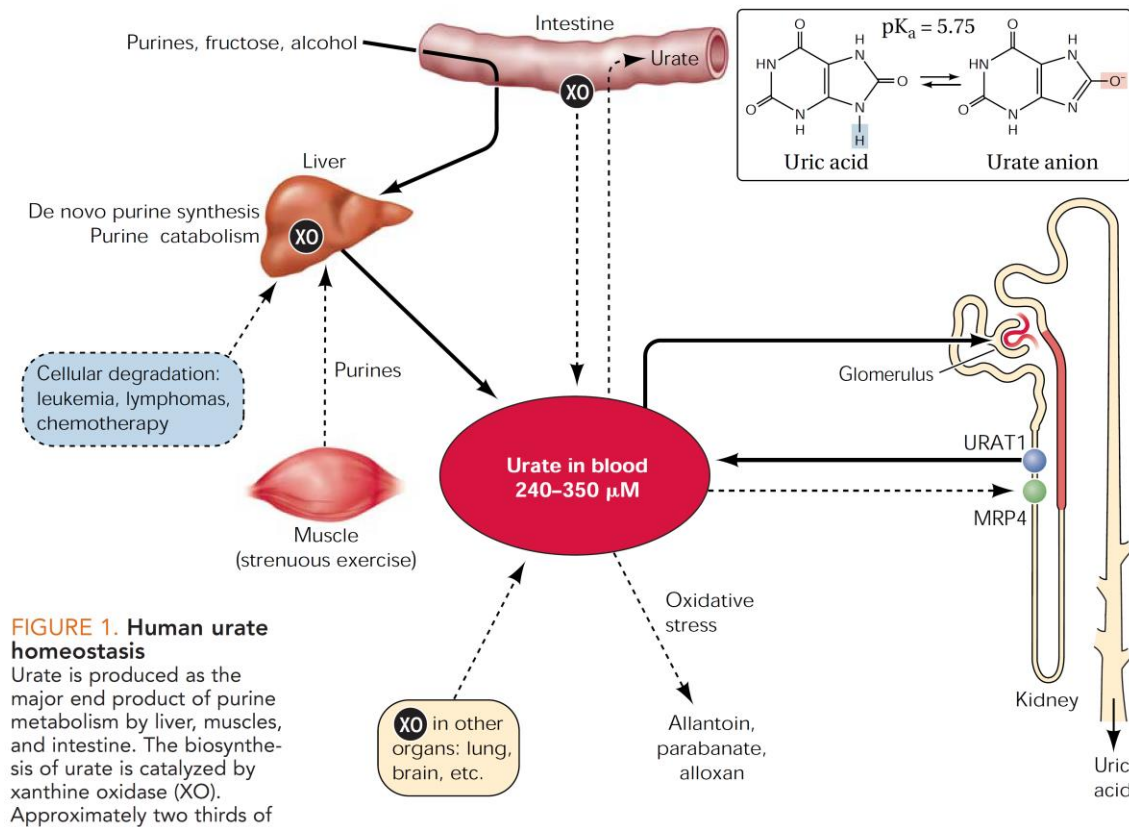 Intestine
Purines, fructose, alcohol
Urate
XO
pKa = 5.75
O
H
N
HN
O
O
N
H
N
H
Uric acid
O
H
N
HN
O⁻
O
N
H
N
Urate anion
Liver
De novo purine synthesis
Purine catabolism
XO
Cellular degradation:
leukemia, lymphomas,
chemotherapy
Purines
Glomerulus
Urate in blood
240–350 μM
URAT1
MRP4
Muscle
(strenuous exercise)
Oxidative
stress
XO in other
organs: lung,
brain, etc.
Allantoin,
parabanate,
alloxan
Kidney
Uric
acid
FIGURE 1. Human urate
homeostasis
Urate is produced as the
major end product of purine
metabolism by liver, muscles,
and intestine. The biosynthe-
sis of urate is catalyzed by
xanthine oxidase (XO).
Approximately two thirds of